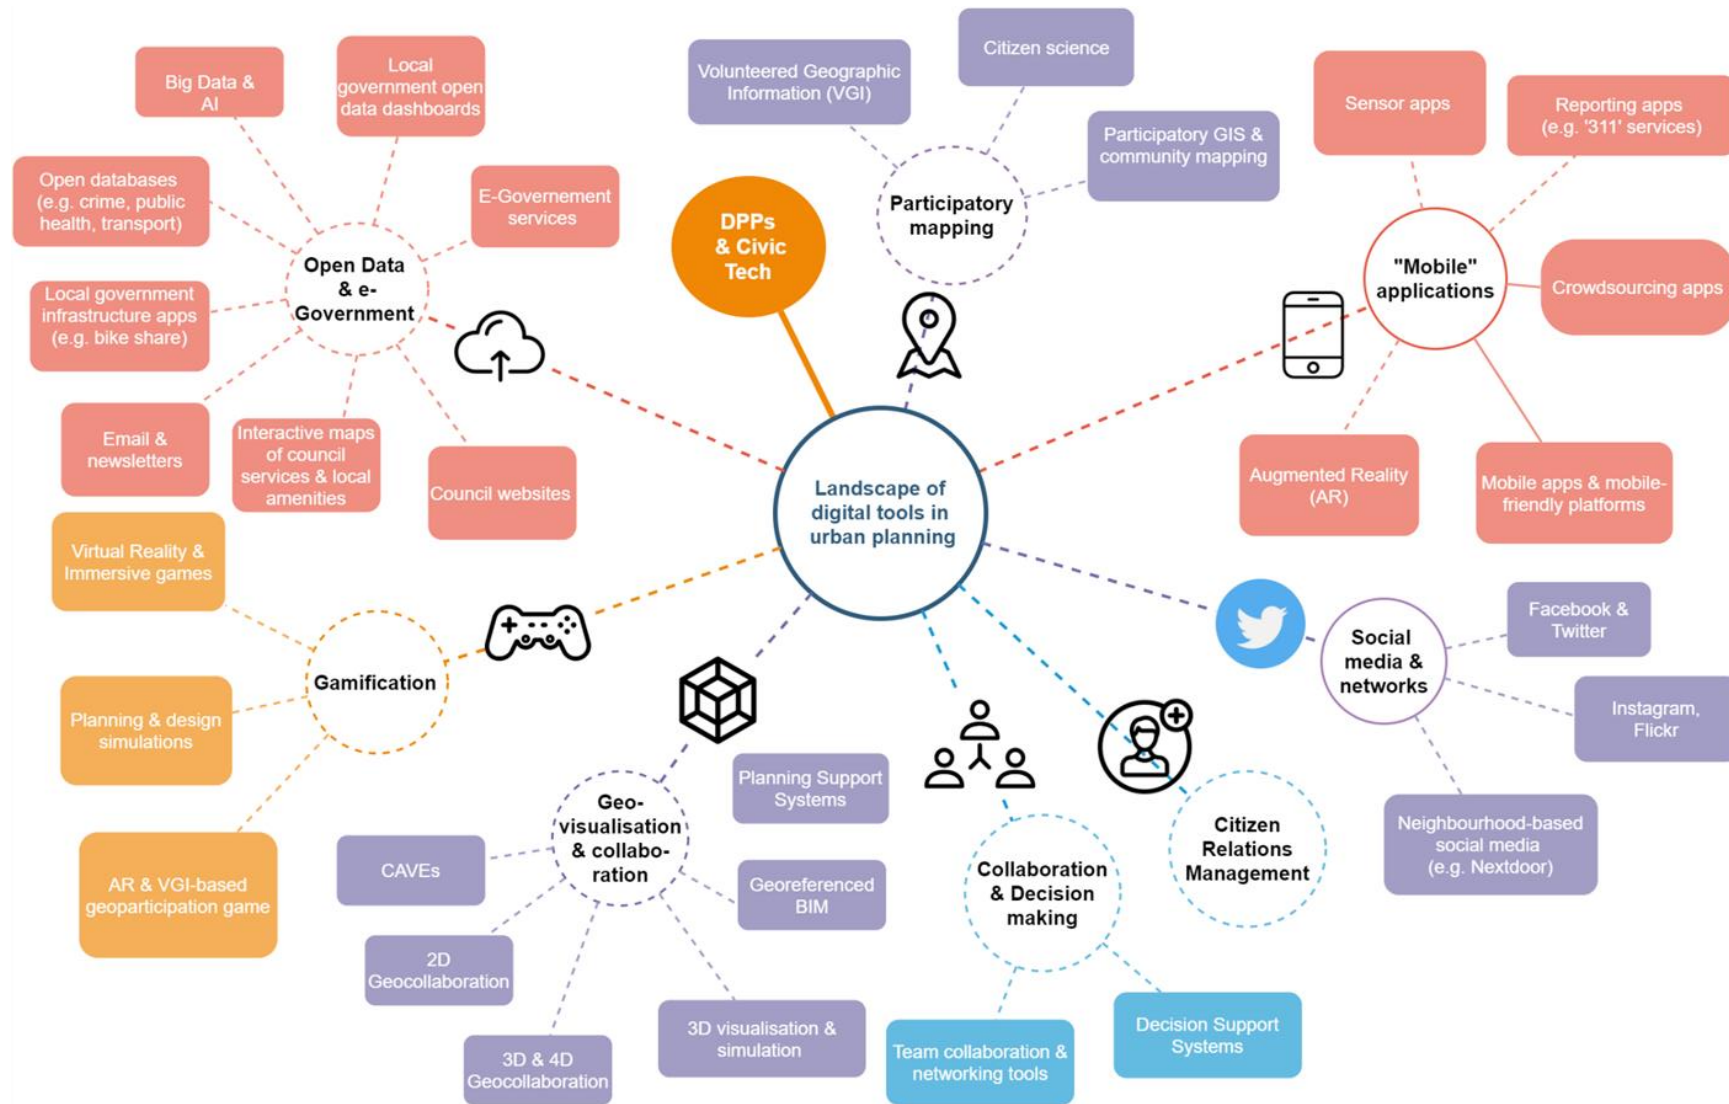 Big Data &
AI
Local
government open
data dashboards
Open databases
(e.g. crime, public
health, transport)
E-Governement
services
Open Data
& e-
Government
Local government
infrastructure apps
(e.g. bike share)
Email &
newsletters
Interactive maps
of council
services & local
amenities
Council websites
DPPs
& Civic
Tech
Volunteered Geographic
Information (VGI)
Citizen science
Participatory GIS &
community mapping
Participatory
mapping
Sensor apps
Reporting apps
(e.g. '311' services)
"Mobile"
applications
Crowdsourcing apps
Augmented Reality
(AR)
Mobile apps & mobile-
friendly platforms
Landscape of
digital tools in
urban planning
Virtual Reality &
Immersive games
Gamification
Planning & design
simulations
AR & VGI-based
geoparticipation game
Geo-
visualisation
& collabo-
ration
Planning Support
Systems
CAVEs
Georeferenced
BIM
2D
Geocollaboration
3D & 4D
Geocollaboration
3D visualisation &
simulation
Collaboration
& Decision
making
Team collaboration &
networking tools
Decision Support
Systems
Citizen
Relations
Management
Social
media &
networks
Facebook &
Twitter
Instagram,
Flickr
Neighbourhood-based
social media
(e.g. Nextdoor)